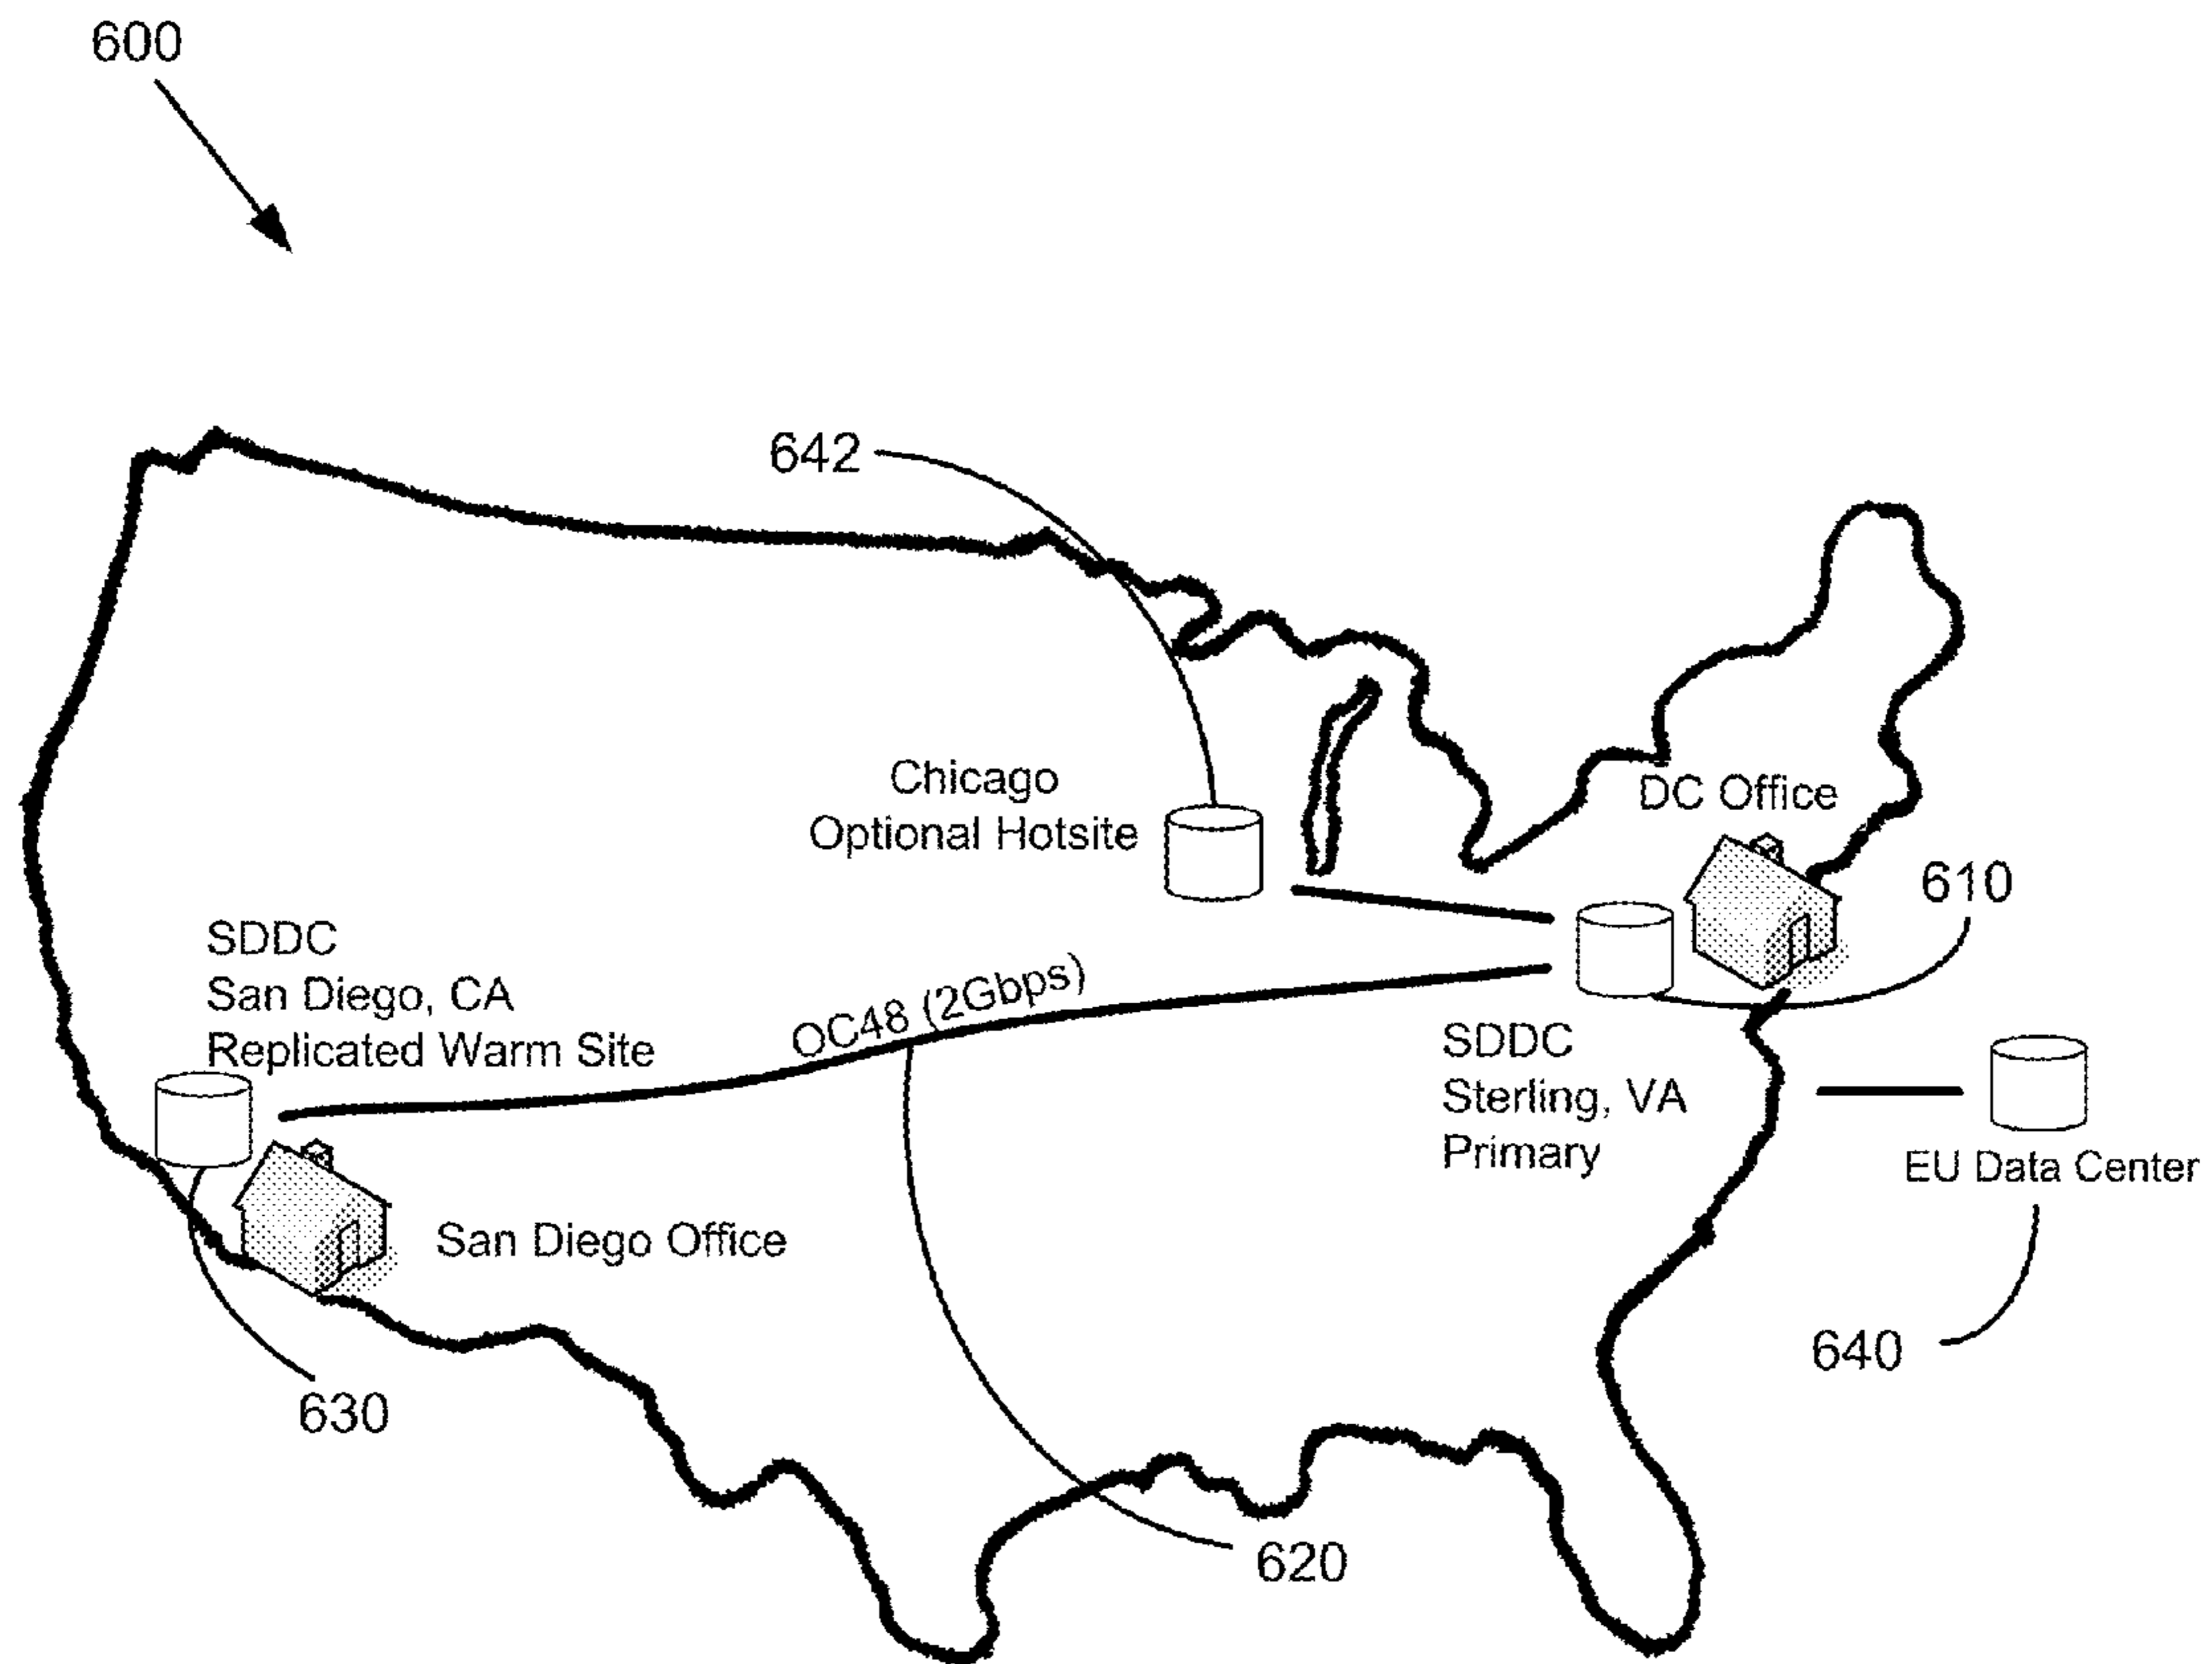 600
642
Chicago
Optional Hotsite
DC Office
610
SDDC
San Diego, CA
Replicated Warm Site
OC48 (2Gbps)
SDDC
Sterling, VA
Primary
EU Data Center
San Diego Office
640
630
620